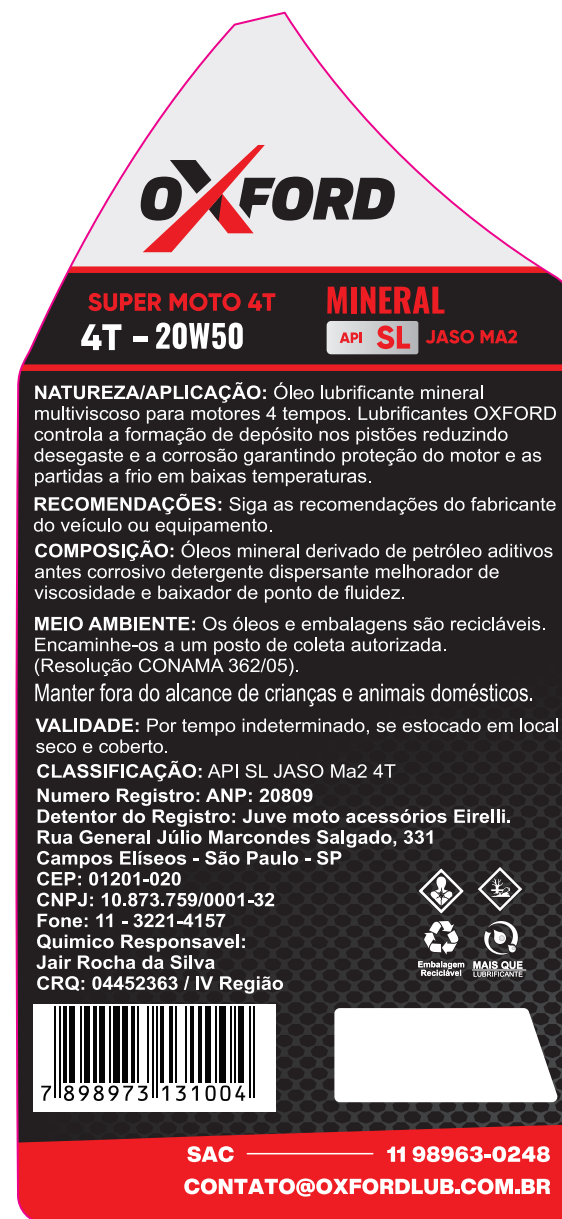 OXFORD
SUPER MOTO 4T
4T - 20W50
MINERAL
API SL JASO MA2
NATUREZA/APLICAÇÃO: Óleo lubrificante mineral
multiviscoso para motores 4 tempos. Lubrificantes OXFORD
controla a formação de depósito nos pistões reduzindo
desegaste e a corrosão garantindo proteção do motor e as
partidas a frio em baixas temperaturas.
RECOMENDAÇÕES: Siga as recomendações do fabricante
do veículo ou equipamento.
COMPOSIÇÃO: Óleos mineral derivado de petróleo aditivos
antes corrosivo detergente dispersante melhorador de
viscosidade e baixador de ponto de fluidez.
MEIO AMBIENTE: Os óleos e embalagens são recicláveis.
Encaminhe-os a um posto de coleta autorizada.
(Resolução CONAMA 362/05).
Manter fora do alcance de crianças e animais domésticos.
VALIDADE: Por tempo indeterminado, se estocado em local
seco e coberto.
CLASSIFICAÇÃO: API SL JASO Ma2 4T
Numero Registro: ANP: 20809
Detentor do Registro: Juve moto acessórios Eirelli.
Rua General Júlio Marcondes Salgado, 331
Campos Elíseos - São Paulo - SP
CEP: 01201-020
CNPJ: 10.873.759/0001-32
Fone: 11 - 3221-4157
Quimico Responsavel:
Jair Rocha da Silva
CRQ: 04452363 / IV Região
Embalagem
Reciclável
MAIS QUE
LUBRIFICANTE
7 898973 131004
SAC 11 98963-0248
CONTATO@OXFORDLUB.COM.BR